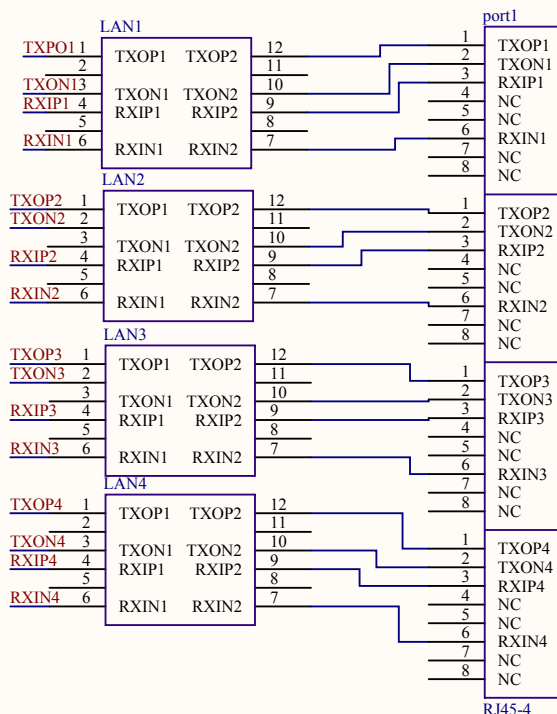 LAN1
TXPO1 1 TXOP1 TXOP2 12
2 11
TXON1 3 TXON1 TXON2 10
RXIP1 4 RXIP1 RXIP2 9
5 8
RXIN1 6 RXIN1 RXIN2 7
port1
1 TXOP1
2 TXON1
3 RXIP1
4 NC
5 NC
6 RXIN1
7 NC
8 NC
LAN2
TXOP2 1 TXOP1 TXOP2 12
TXON2 2 11
3 TXON1 TXON2 10
RXIP2 4 RXIP1 RXIP2 9
5 8
RXIN2 6 RXIN1 RXIN2 7
1 TXOP2
2 TXON2
3 RXIP2
4 NC
5 NC
6 RXIN2
7 NC
8 NC
LAN3
TXOP3 1 TXOP1 TXOP2 12
TXON3 2 11
3 TXON1 TXON2 10
RXIP3 4 RXIP1 RXIP2 9
5 8
RXIN3 6 RXIN1 RXIN2 7
1 TXOP3
2 TXON3
3 RXIP3
4 NC
5 NC
6 RXIN3
7 NC
8 NC
LAN4
TXOP4 1 TXOP1 TXOP2 12
2 11
TXON4 3 TXON1 TXON2 10
RXIP4 4 RXIP1 RXIP2 9
5 8
RXIN4 6 RXIN1 RXIN2 7
1 TXOP4
2 TXON4
3 RXIP4
4 NC
5 NC
6 RXIN4
7 NC
8 NC
RJ45-4